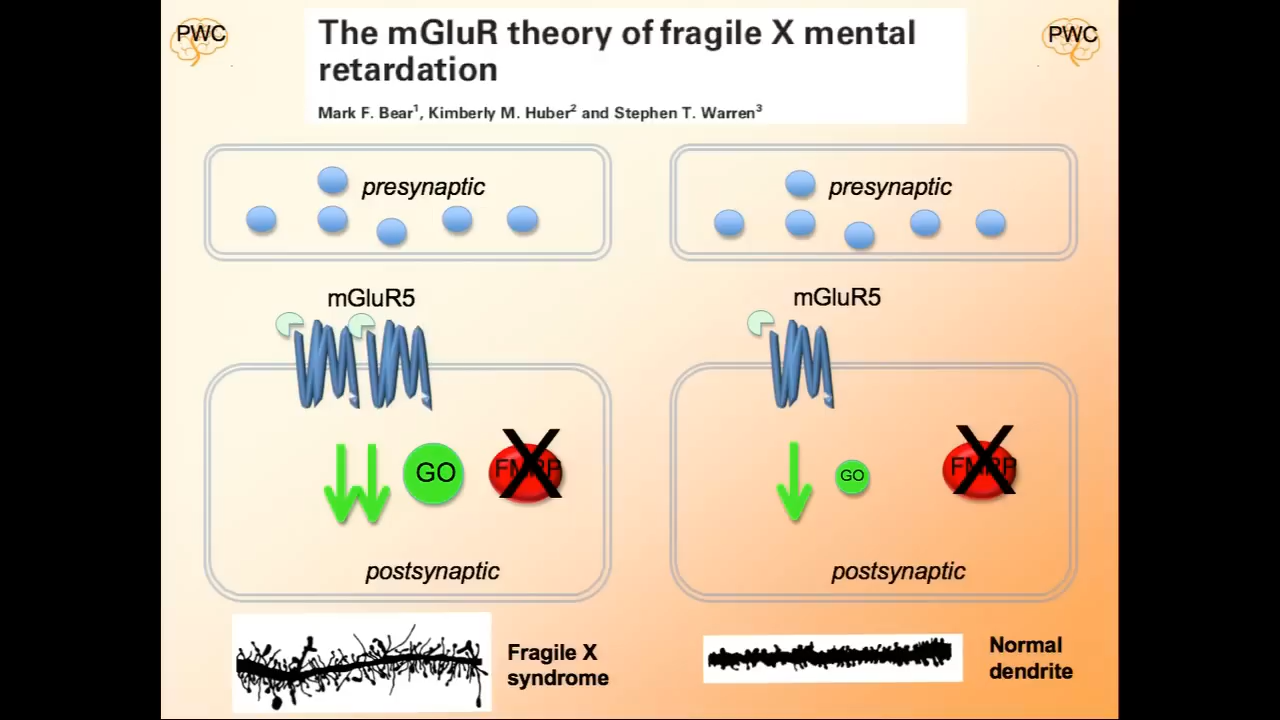 PWC
The mGluR theory of fragile X mental
retardation
Mark F. Bear1, Kimberly M. Huber2 and Stephen T. Warren3
PWC
presynaptic
presynaptic
mGluR5
mGluR5
GO
FMRP
GO
FMRP
postsynaptic
postsynaptic
Fragile X
syndrome
Normal
dendrite